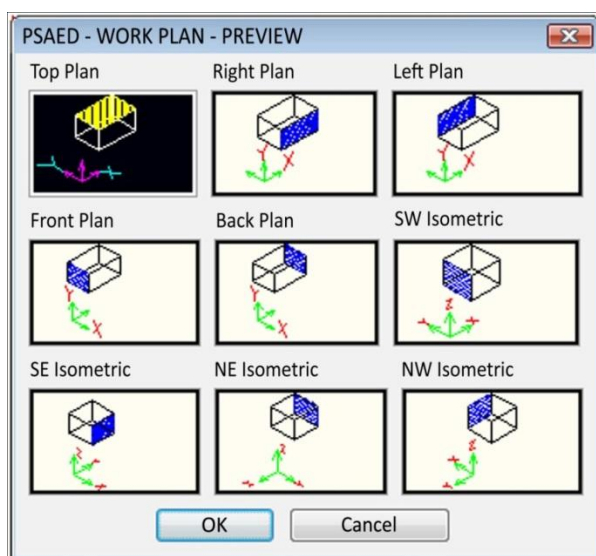 PSAED - WORK PLAN - PREVIEW
Top Plan Right Plan Left Plan
Y X
Y X
Y X
Front Plan Back Plan SW Isometric
Y X
Y X
Z
SE Isometric NE Isometric NW Isometric
Z
Z
Z
OK Cancel